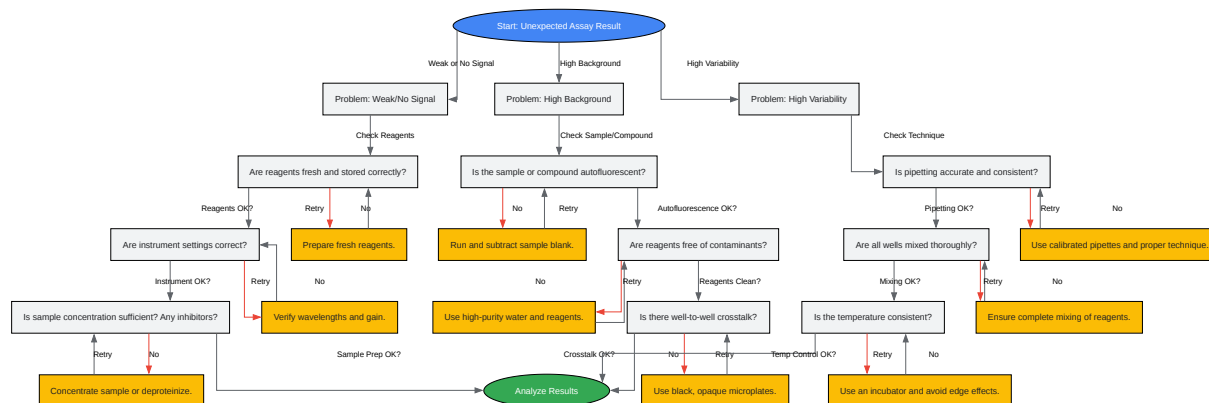 Start: Unexpected Assay Result
Weak or No Signal
High Background
High Variability
Problem: Weak/No Signal
Problem: High Background
Problem: High Variability
Check Reagents
Check Sample/Compound
Check Technique
Are reagents fresh and stored correctly?
Is the sample or compound autofluorescent?
Is pipetting accurate and consistent?
Reagents OK?
Retry
No
No
Retry
Autofluorescence OK?
Pipetting OK?
Retry
No
Are instrument settings correct?
Prepare fresh reagents.
Run and subtract sample blank.
Are reagents free of contaminants?
Are all wells mixed thoroughly?
Use calibrated pipettes and proper technique.
Instrument OK?
Retry
No
No
Retry
Reagents Clean?
Mixing OK?
Retry
No
Is sample concentration sufficient? Any inhibitors?
Verify wavelengths and gain.
Use high-purity water and reagents.
Is there well-to-well crosstalk?
Is the temperature consistent?
Ensure complete mixing of reagents.
Retry
No
Sample Prep OK?
Crosstalk OK?
No
Retry
Temp Control OK?
Retry
No
Concentrate sample or deproteinize.
Analyze Results
Use black, opaque microplates.
Use an incubator and avoid edge effects.